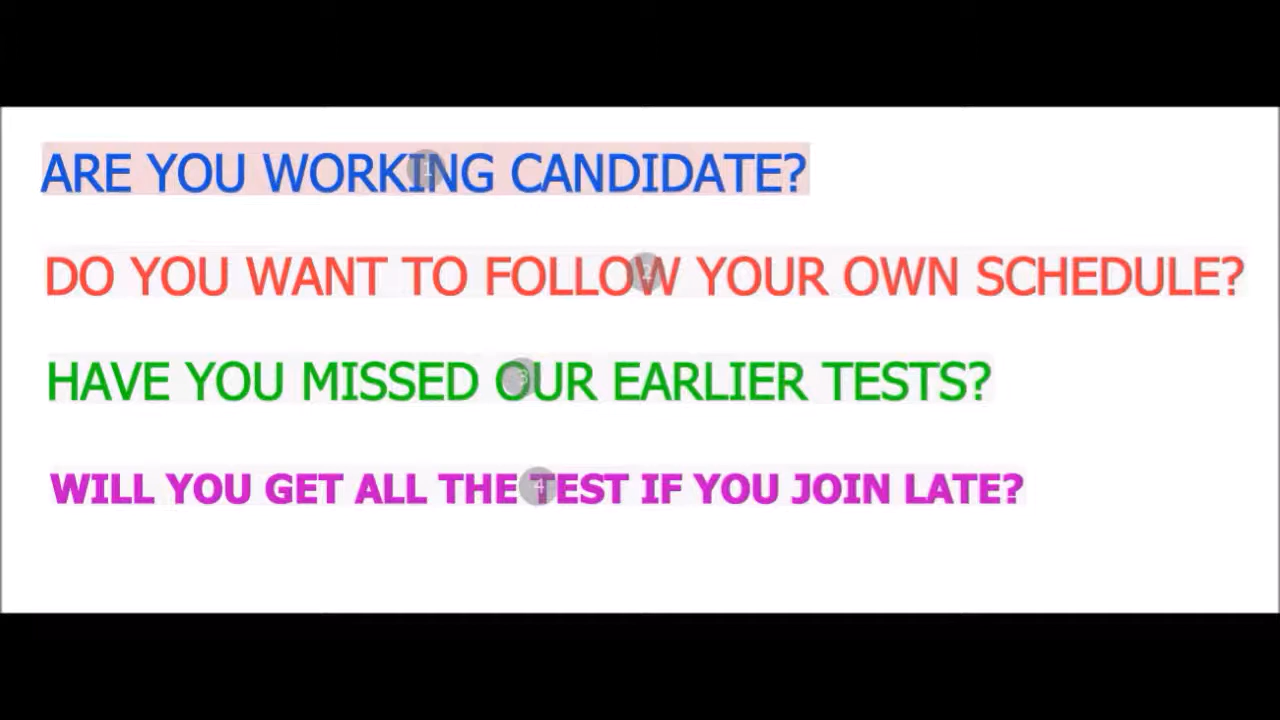 ARE YOU WORKING CANDIDATE?
DO YOU WANT TO FOLLOW YOUR OWN SCHEDULE?
HAVE YOU MISSED OUR EARLIER TESTS?
WILL YOU GET ALL THE TEST IF YOU JOIN LATE?